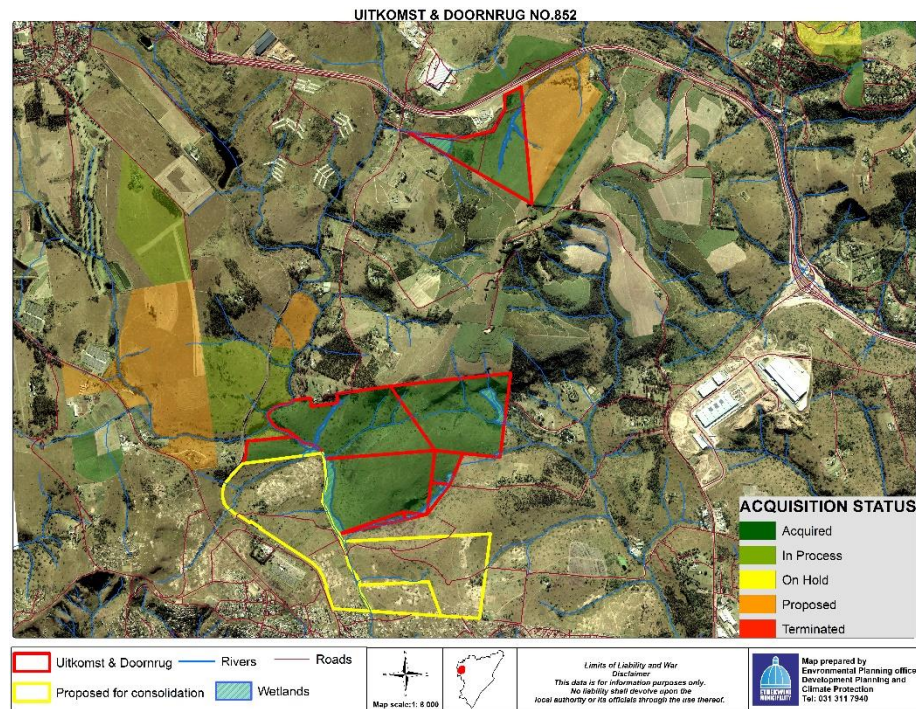 UITKOMST & DOORNRUG NO.852
ACQUISITION STATUS
Acquired
In Process
On Hold
Proposed
Terminated
Uitkomst & Doornrug
Rivers
Roads
Proposed for consolidation
Wetlands
Map scale:1: 8 000
Limits of Liability and War
Disclaimer
This data is for information purposes only.
No liability shall devolve upon the
local authority or its officials through the use thereof.
ETHEKWINI
MUNICIPALITY
Map prepared by
Environmental Planning office
Development Planning and
Climate Protection
Tel: 031 311 7940